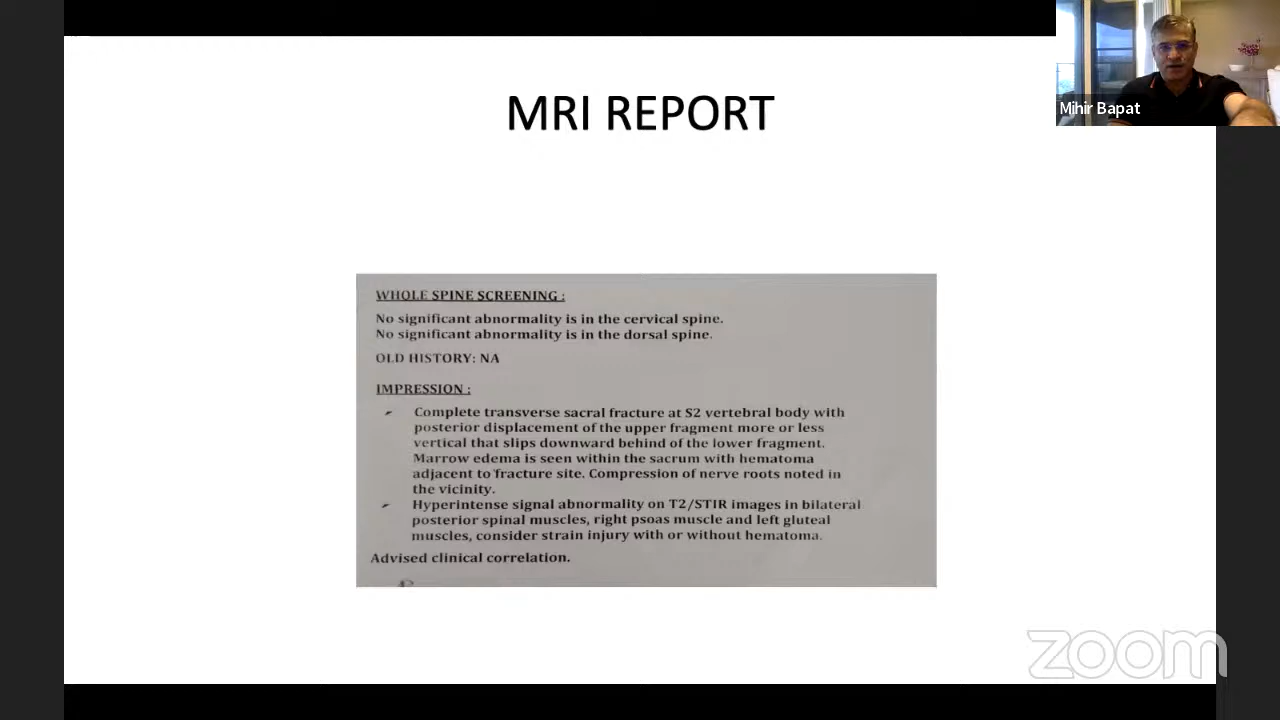 MRI REPORT
Mihir Bapat
WHOLE SPINE SCREENING :
No significant abnormality is in the cervical spine.
No significant abnormality is in the dorsal spine.
OLD HISTORY: NA
IMPRESSION :
Complete transverse sacral fracture at S2 vertebral body with
posterior displacement of the upper fragment more or less
vertical that slips downward behind of the lower fragment.
Marrow edema is seen within the sacrum with hematoma
adjacent to fracture site. Compression of nerve roots noted in
the vicinity.
Hyperintense signal abnormality on T2/STIR images in bilateral
posterior spinal muscles, right psoas muscle and left gluteal
muscles, consider strain injury with or without hematoma.
Advised clinical correlation.
zoom